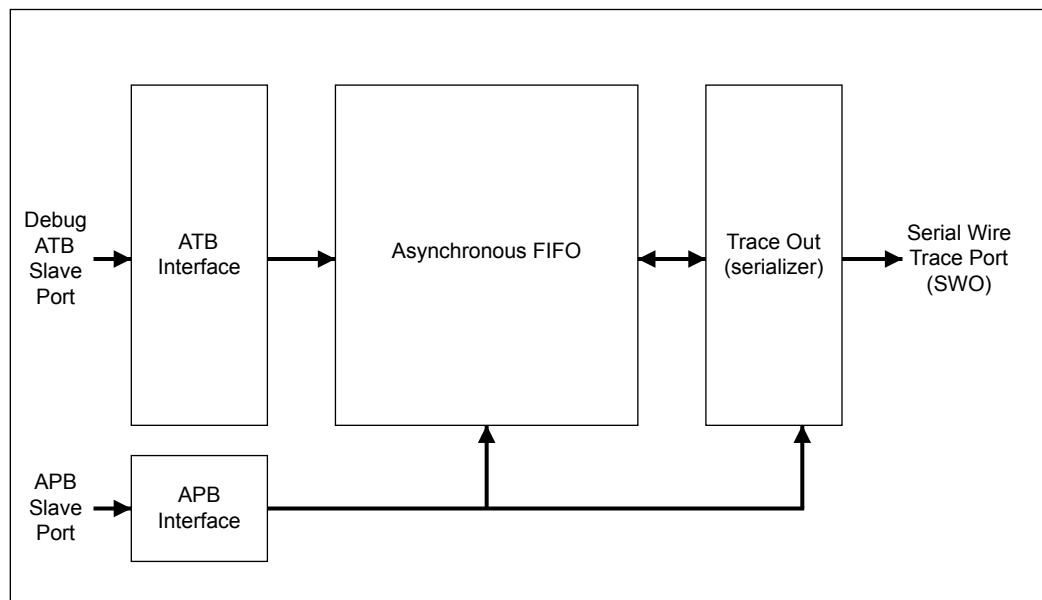 Debug
ATB
Slave
Port
ATB
Interface
Asynchronous FIFO
Trace Out
(serializer)
Serial Wire
Trace Port
(SWO)
APB
Slave
Port
APB
Interface